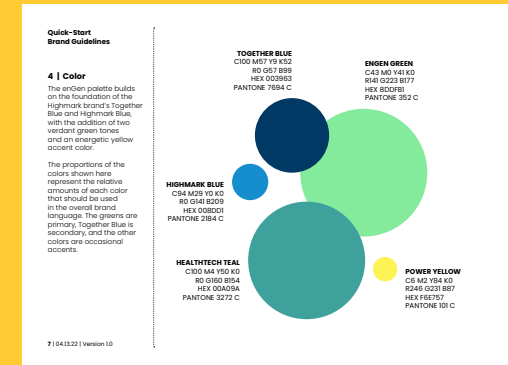 Quick-Start
Brand Guidelines
4 | Color
The enGen palette builds
on the foundation of the
Highmark brand's Together
Blue and Highmark Blue,
with the addition of two
verdant green tones
and an energetic yellow
accent color.
The proportions of the
colors shown here
represent the relative
amounts of each color
that should be used
in the overall brand
language. The greens are
primary, Together Blue is
secondary, and the other
colors are occasional
accents.
TOGETHER BLUE
C100 M57 Y9 K52
R0 G57 B99
HEX 003963
PANTONE 7694 C
ENGEN GREEN
C43 M0 Y41 K0
R141 G223 B177
HEX 8DDFB1
PANTONE 352 C
HIGHMARK BLUE
C94 M29 Y0 K0
R0 G141 B209
HEX 008DD1
PANTONE 2184 C
HEALTHTECH TEAL
C100 M4 Y50 K0
R0 G160 B154
HEX 00A09A
PANTONE 3272 C
POWER YELLOW
C6 M2 Y84 K0
R246 G231 B87
HEX F6E757
PANTONE 101 C
7 | 04.13.22 | Version 1.0